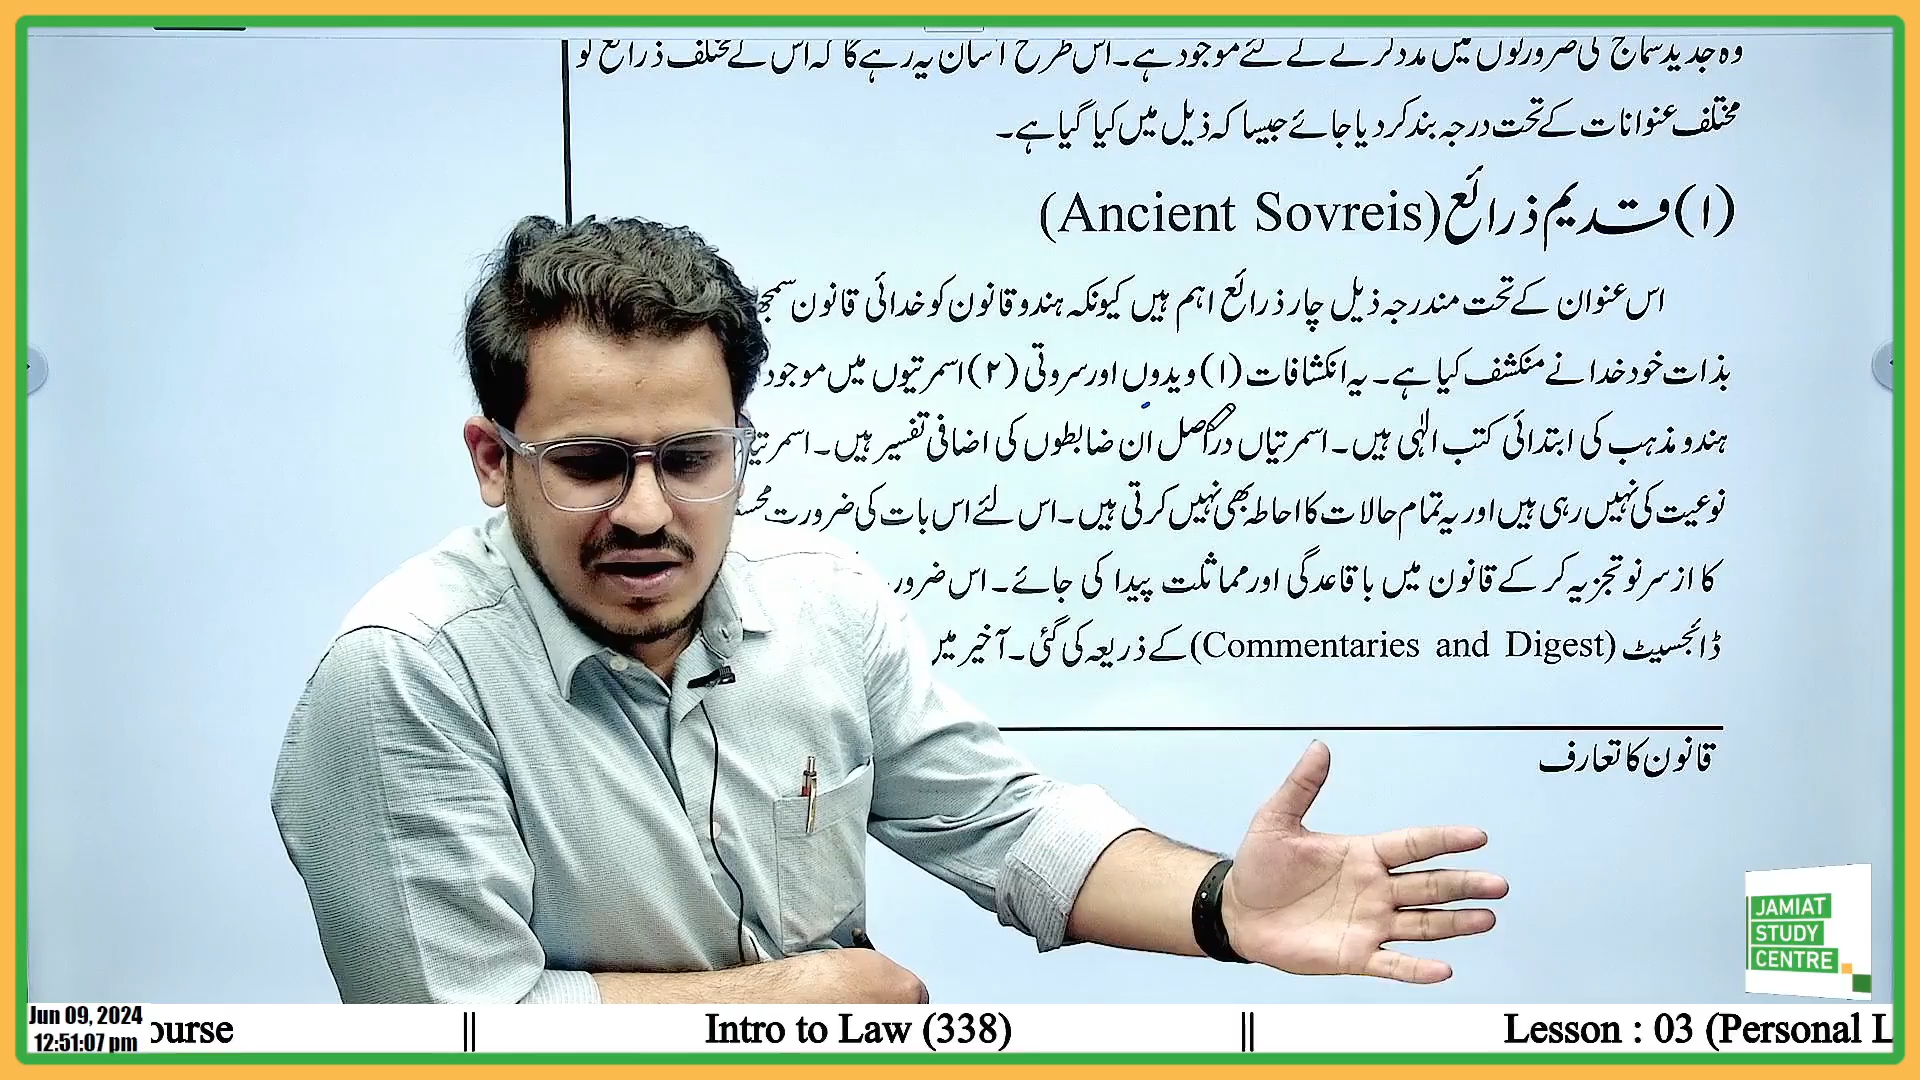 وہ جدید سماج کی ضرورتوں میں مدد کرنے کے لئے موجود ہے۔ اس طرح آسان یہ رہے گا کہ اس کے مختلف ذرائع کو
مختلف عنوانات کے تحت درجہ بند کر دیا جائے جیسا کہ ذیل میں کیا گیا ہے۔
(۱) قدیم ذرائع (Ancient Sovreis)
اس عنوان کے تحت مندرجہ ذیل چار ذرائع اہم ہیں کیونکہ ہندو قانون کو خدائی قانون سمجھ
بذات خود خدا نے منکشف کیا ہے۔ یہ انکشافات (۱) ویدوں اور سروتی (۲) اسمرتیوں میں موجود
ہندو مذہب کی ابتدائی کتب الٰہی ہیں۔ اسمرتیاں دراصل ان ضابطوں کی اضافی تفسیر ہیں۔ اسمرتی
نوعیت کی نہیں رہی ہیں اور یہ تمام حالات کا احاطہ بھی نہیں کرتی ہیں۔ اس لئے اس بات کی ضرورت
کا از سر نو تجزیہ کر کے قانون میں با قاعدگی اور مماثلت پیدا کی جائے۔ اس ضرور
ڈائجسیٹ (Commentaries and Digest) کے ذریعہ کی گئی۔ آخیر میں
قانون کا تعارف
JAMIAT
STUDY
CENTRE
Jun 09, 2024
12:51:07 pm
ourse || Intro to Law (338) || Lesson : 03 (Personal L